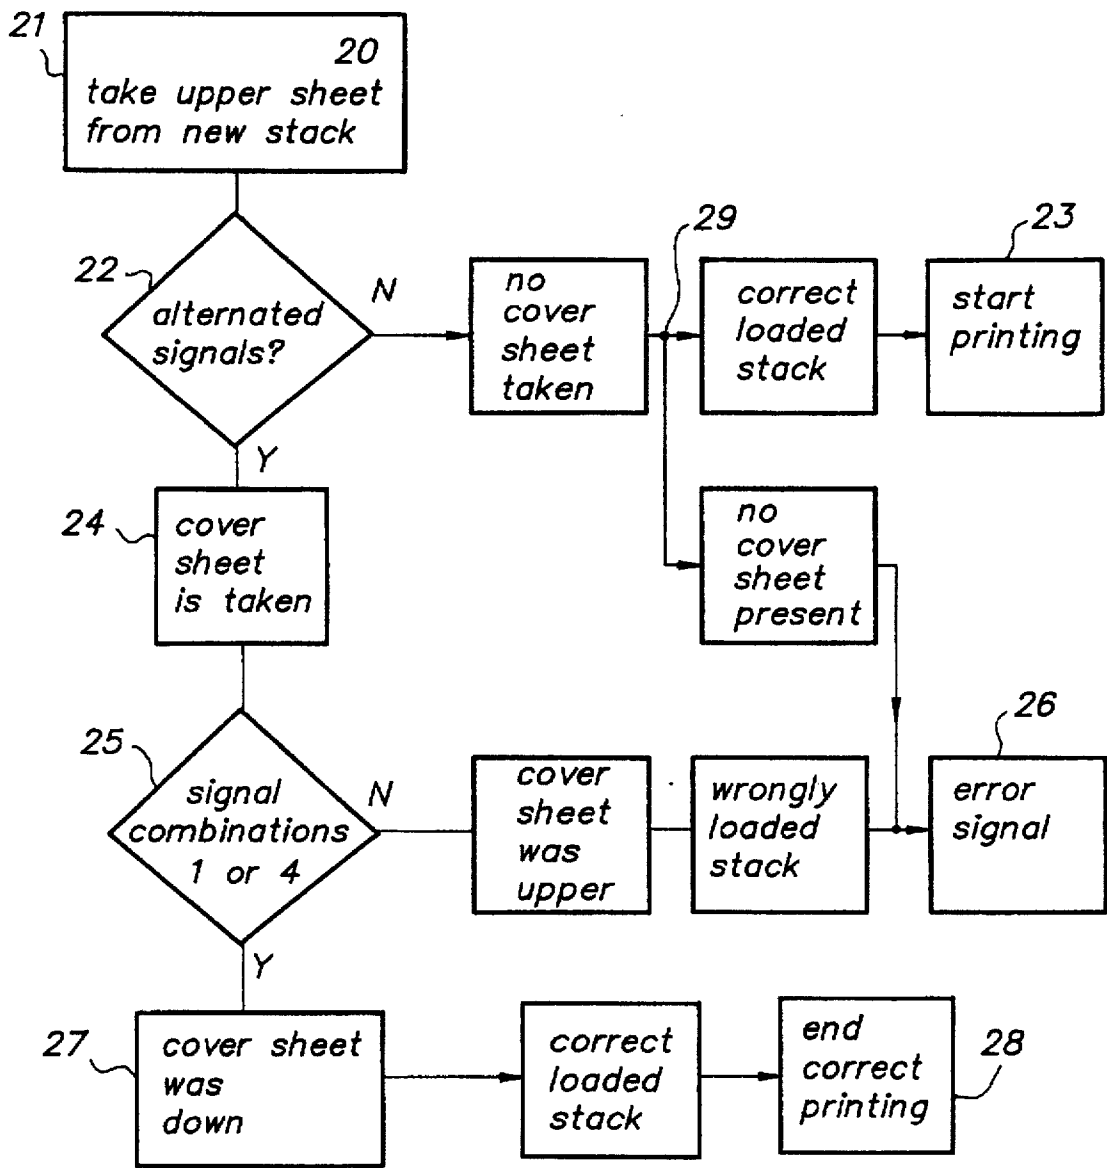 21
20
take upper sheet
from new stack
22
alternated
signals?
N
Y
no
cover
sheet
taken
29
correct
loaded
stack
23
start
printing
24
cover
sheet
is taken
no
cover
sheet
present
25
signal
combinations
1 or 4
N
Y
cover
sheet
was
upper
wrongly
loaded
stack
26
error
signal
27
cover sheet
was
down
correct
loaded
stack
end
correct
printing
28